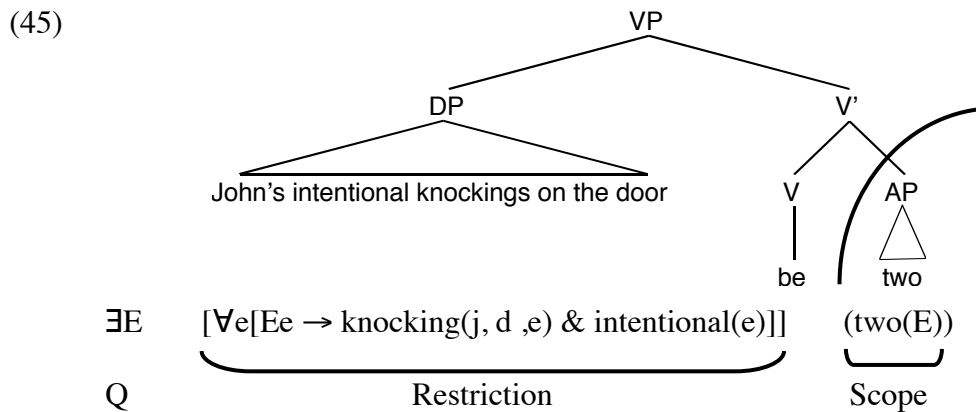 (45)
VP
DP V’
John’s intentional knockings on the door V AP
be two
∃E [∀e[Ee → knocking(j, d ,e) & intentional(e)]] (two(E))
Q Restriction Scope